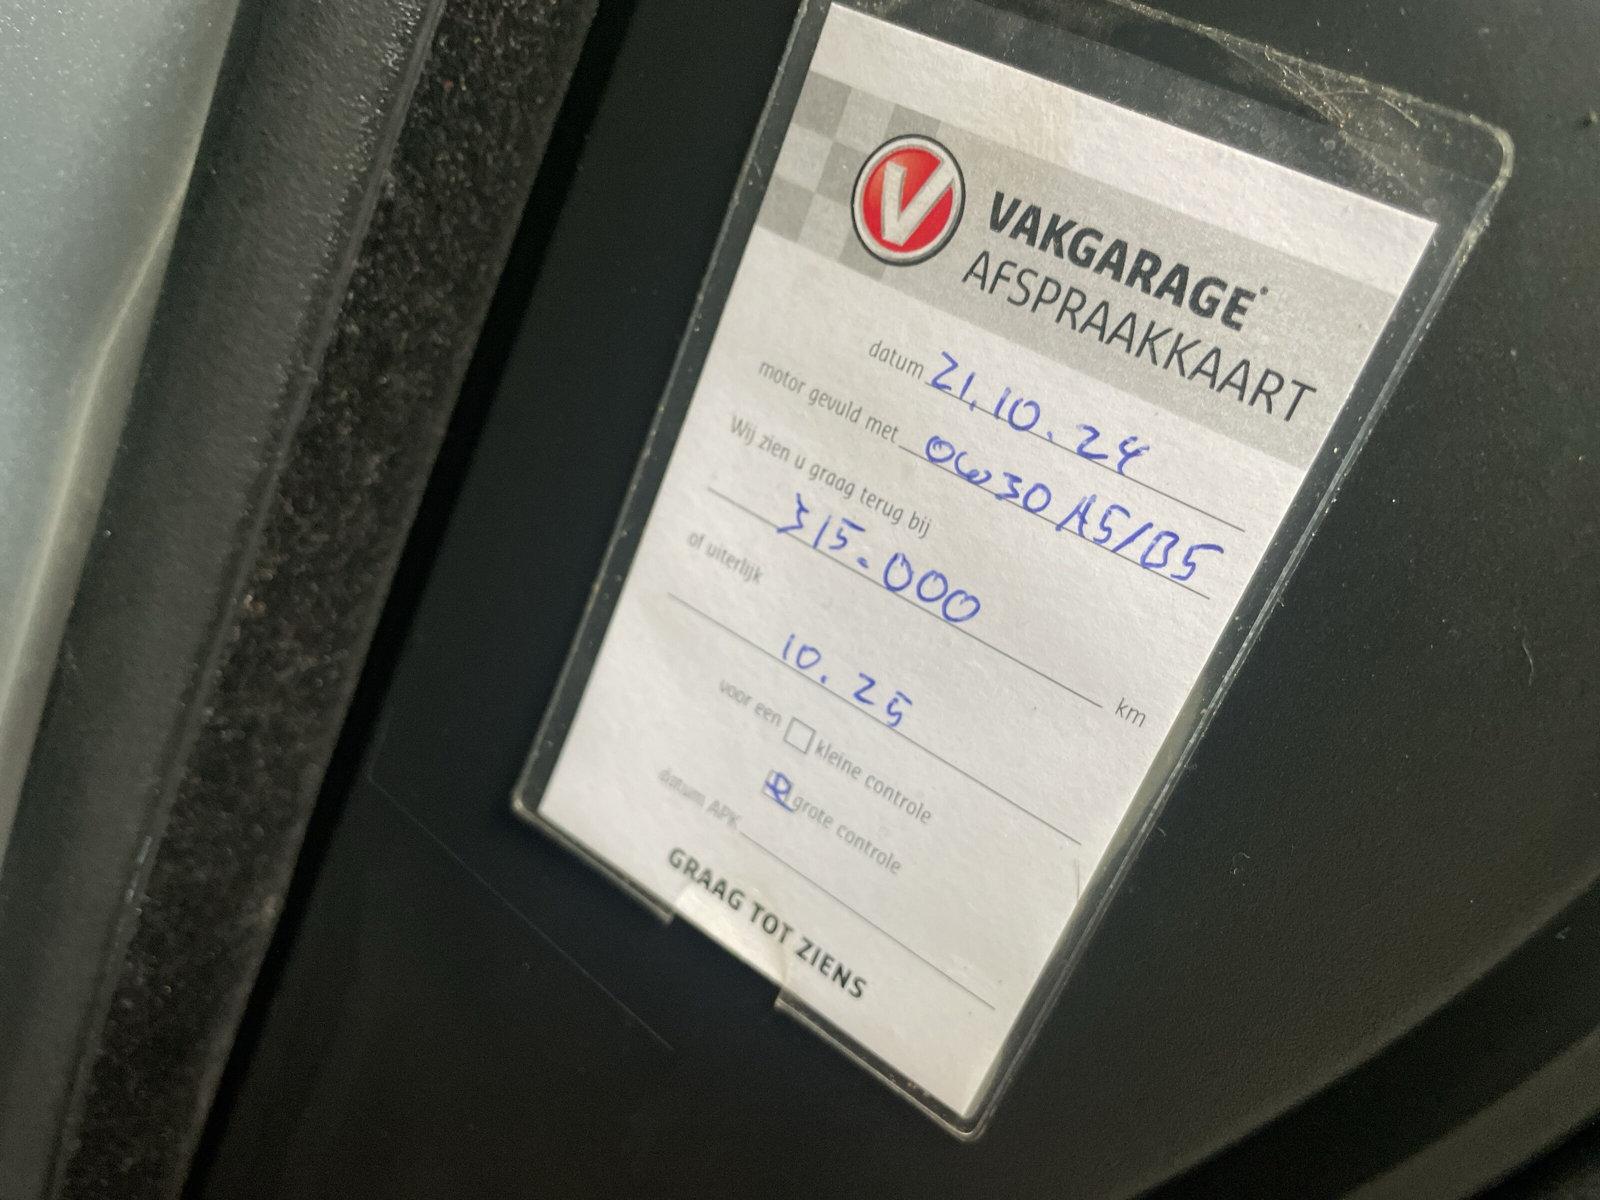 V VAKGARAGE
AFSPRAAKKAART
datum 21.10.24
motor gevuld met 0W30 A5/B5
Wij zien u graag terug bij
315.000 km
of uiterlijk
10.25
voor een kleine controle
grote controle
datum APK
GRAAG TOT ZIENS